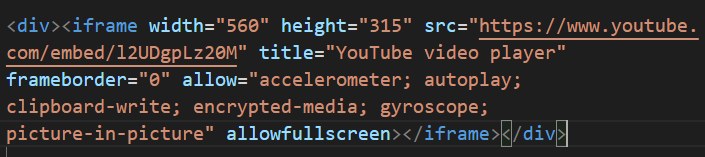 <div><iframe width="560" height="315" src="https://www.youtube.
com/embed/l2UDgpLz20M" title="YouTube video player"
frameborder="0" allow="accelerometer; autoplay;
clipboard-write; encrypted-media; gyroscope;
picture-in-picture" allowfullscreen></iframe></div>